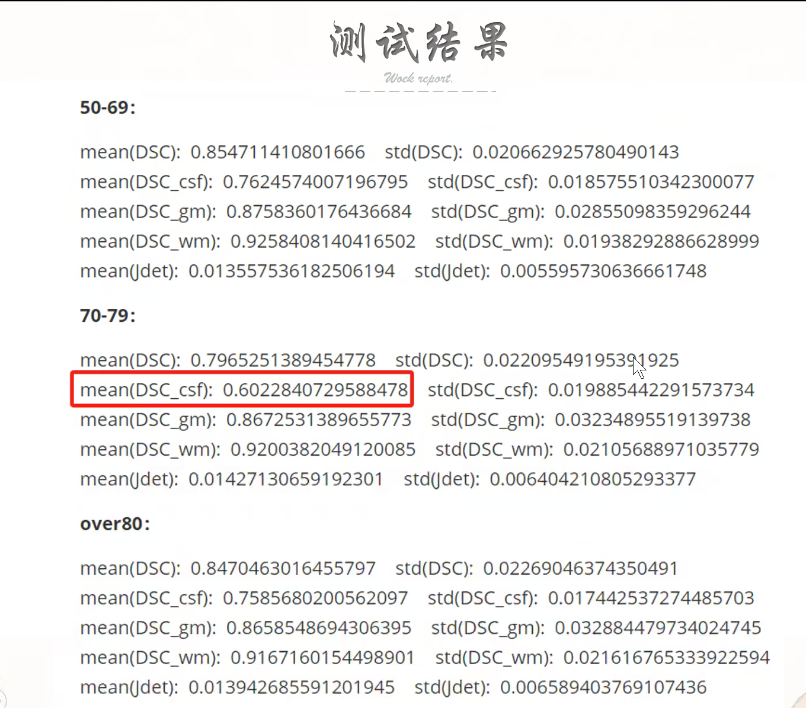 测试结果
Work report.
50-69:
mean(DSC): 0.854711410801666 std(DSC): 0.020662925780490143
mean(DSC_csf): 0.7624574007196795 std(DSC_csf): 0.018575510342300077
mean(DSC_gm): 0.8758360176436684 std(DSC_gm): 0.02855098359296244
mean(DSC_wm): 0.9258408140416502 std(DSC_wm): 0.01938292886628999
mean(Jdet): 0.013557536182506194 std(Jdet): 0.005595730636661748
70-79:
mean(DSC): 0.7965251389454778 std(DSC): 0.02209549195391925
mean(DSC_csf): 0.6022840729588478 std(DSC_csf): 0.019885442291573734
mean(DSC_gm): 0.8672531389655773 std(DSC_gm): 0.03234895519139738
mean(DSC_wm): 0.9200382049120085 std(DSC_wm): 0.02105688971035779
mean(Jdet): 0.01427130659192301 std(Jdet): 0.006404210805293377
over80:
mean(DSC): 0.8470463016455797 std(DSC): 0.02269046374350491
mean(DSC_csf): 0.7585680200562097 std(DSC_csf): 0.017442537274485703
mean(DSC_gm): 0.8658548694306395 std(DSC_gm): 0.032884479734024745
mean(DSC_wm): 0.9167160154498901 std(DSC_wm): 0.021616765333922594
mean(Jdet): 0.013942685591201945 std(Jdet): 0.006589403769107436